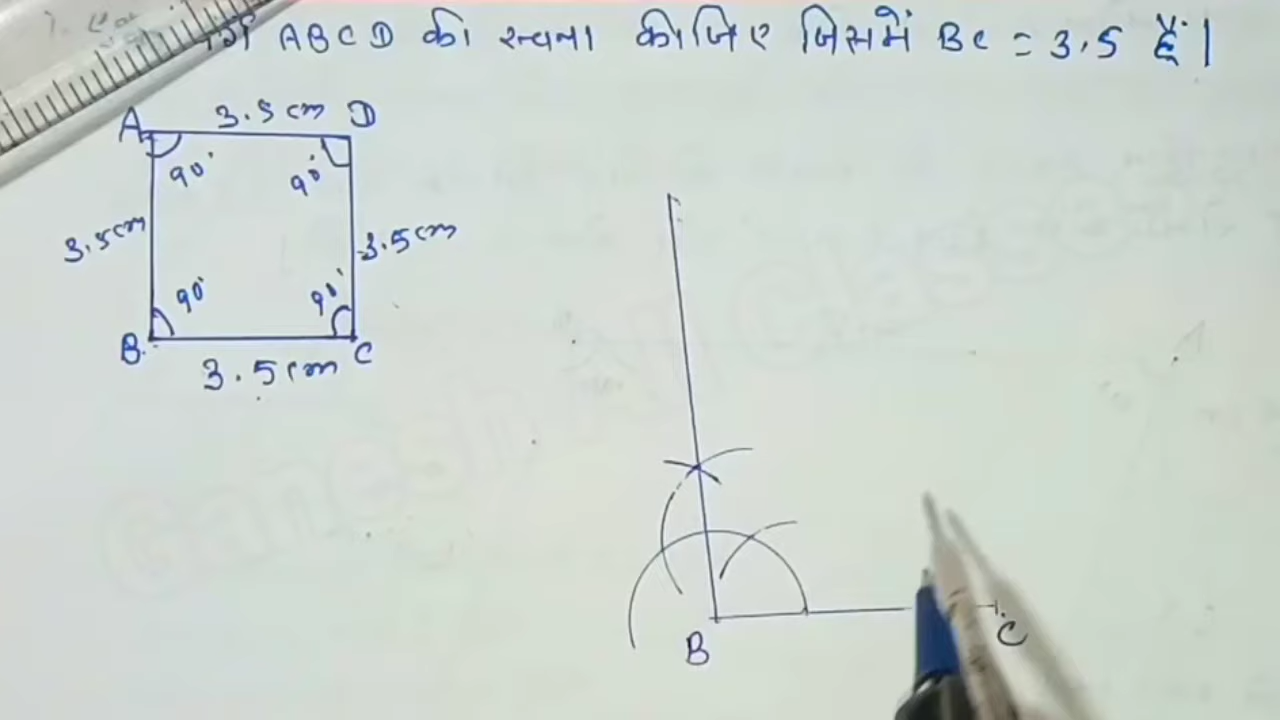 ABCD की रचना कीजिए जिसमें BC = 3.5 है।
A 3.5 cm D
90° 90°
3.5cm 3.5cm
90° 90°
B C
3.5 cm
B C